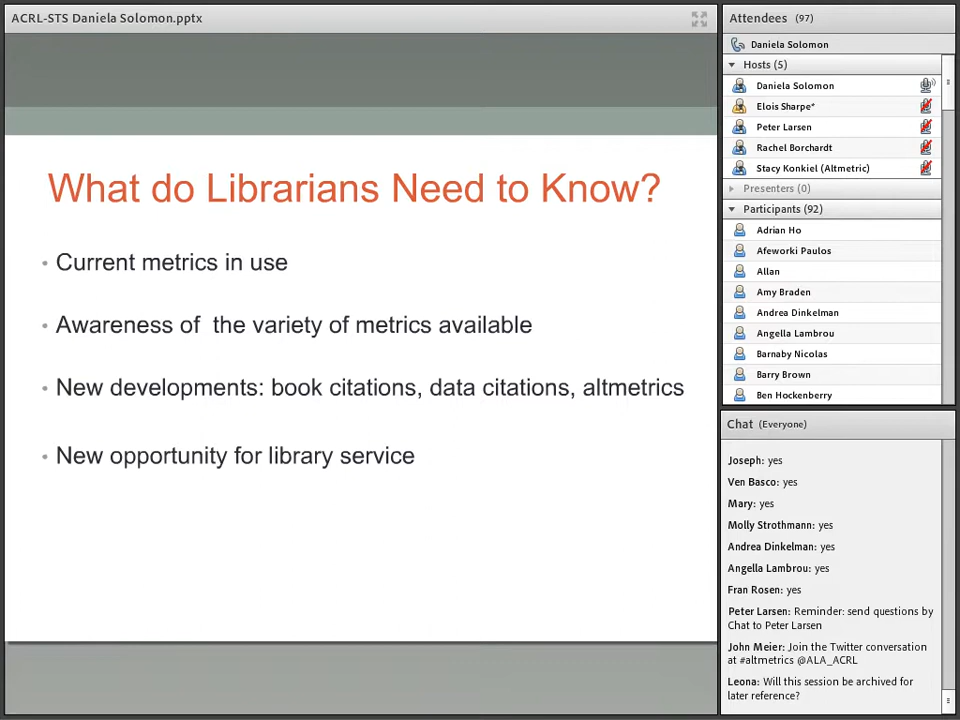 ACRL-STS Daniela Solomon.pptx
What do Librarians Need to Know?
• Current metrics in use
• Awareness of  the variety of metrics available
• New developments: book citations, data citations, altmetrics
• New opportunity for library service
Attendees (97)
Daniela Solomon
Hosts (5)
Daniela Solomon
Elois Sharpe*
Peter Larsen
Rachel Borchardt
Stacy Konkiel (Altmetric)
Presenters (0)
Participants (92)
Adrian Ho
Afeworki Paulos
Allan
Amy Braden
Andrea Dinkelman
Angella Lambrou
Barnaby Nicolas
Barry Brown
Ben Hockenberry
Chat (Everyone)
Joseph: yes
Ven Basco: yes
Mary: yes
Molly Strothmann: yes
Andrea Dinkelman: yes
Angella Lambrou: yes
Fran Rosen: yes
Peter Larsen: Reminder: send questions by
Chat to Peter Larsen
John Meier: Join the Twitter conversation
at #altmetrics @ALA_ACRL
Leona: Will this session be archived for
later reference?